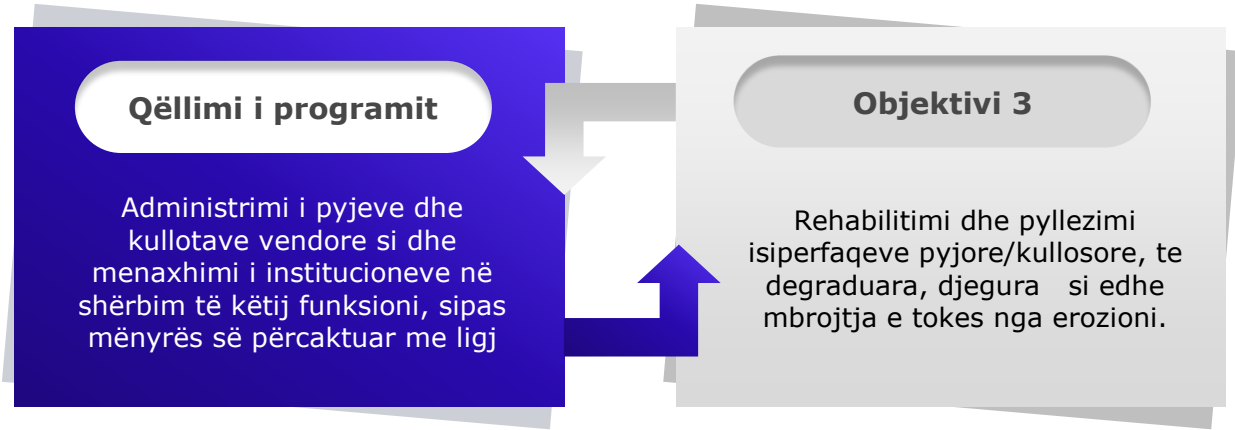 Qëllimi i programit
Administrimi i pyjeve dhe
kullotave vendore si dhe
menaxhimi i institucioneve në
shërbim të këtij funksioni, sipas
mënyrës së përcaktuar me ligj
Objektivi 3
Rehabilitimi dhe pyllezimi
isiperfaqeve pyjore/kullosore, te
degraduara, djegura si edhe
mbrojtja e tokes nga erozioni.